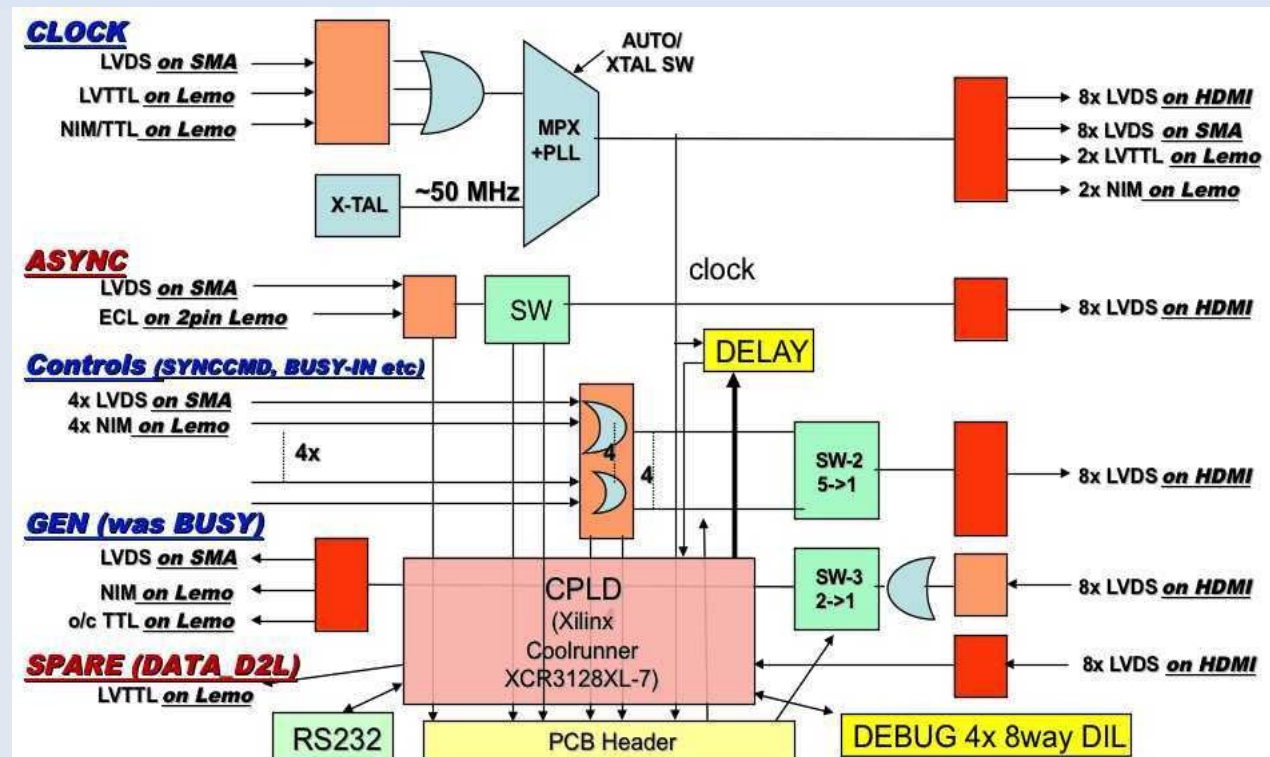 CLOCK
LVDS on SMA
LVTTL on Lemo
NIM/TTL on Lemo
AUTO/
XTAL SW
MPX
+PLL
X-TAL
~50 MHz
8x LVDS on HDMI
8x LVDS on SMA
2x LVTTL on Lemo
2x NIM on Lemo
ASYNC
LVDS on SMA
ECL on 2pin Lemo
SW
clock
8x LVDS on HDMI
DELAY
Controls (SYNCCMD, BUSY-IN etc)
4x LVDS on SMA
4x NIM on Lemo
4x
4
4
SW-2
5->1
8x LVDS on HDMI
GEN (was BUSY)
LVDS on SMA
NIM on Lemo
o/c TTL on Lemo
CPLD
(Xilinx
Coolrunner
XCR3128XL-7)
SW-3
2->1
8x LVDS on HDMI
8x LVDS on HDMI
SPARE (DATA_D2L)
LVTTL on Lemo
RS232
PCB Header
DEBUG 4x 8way DIL